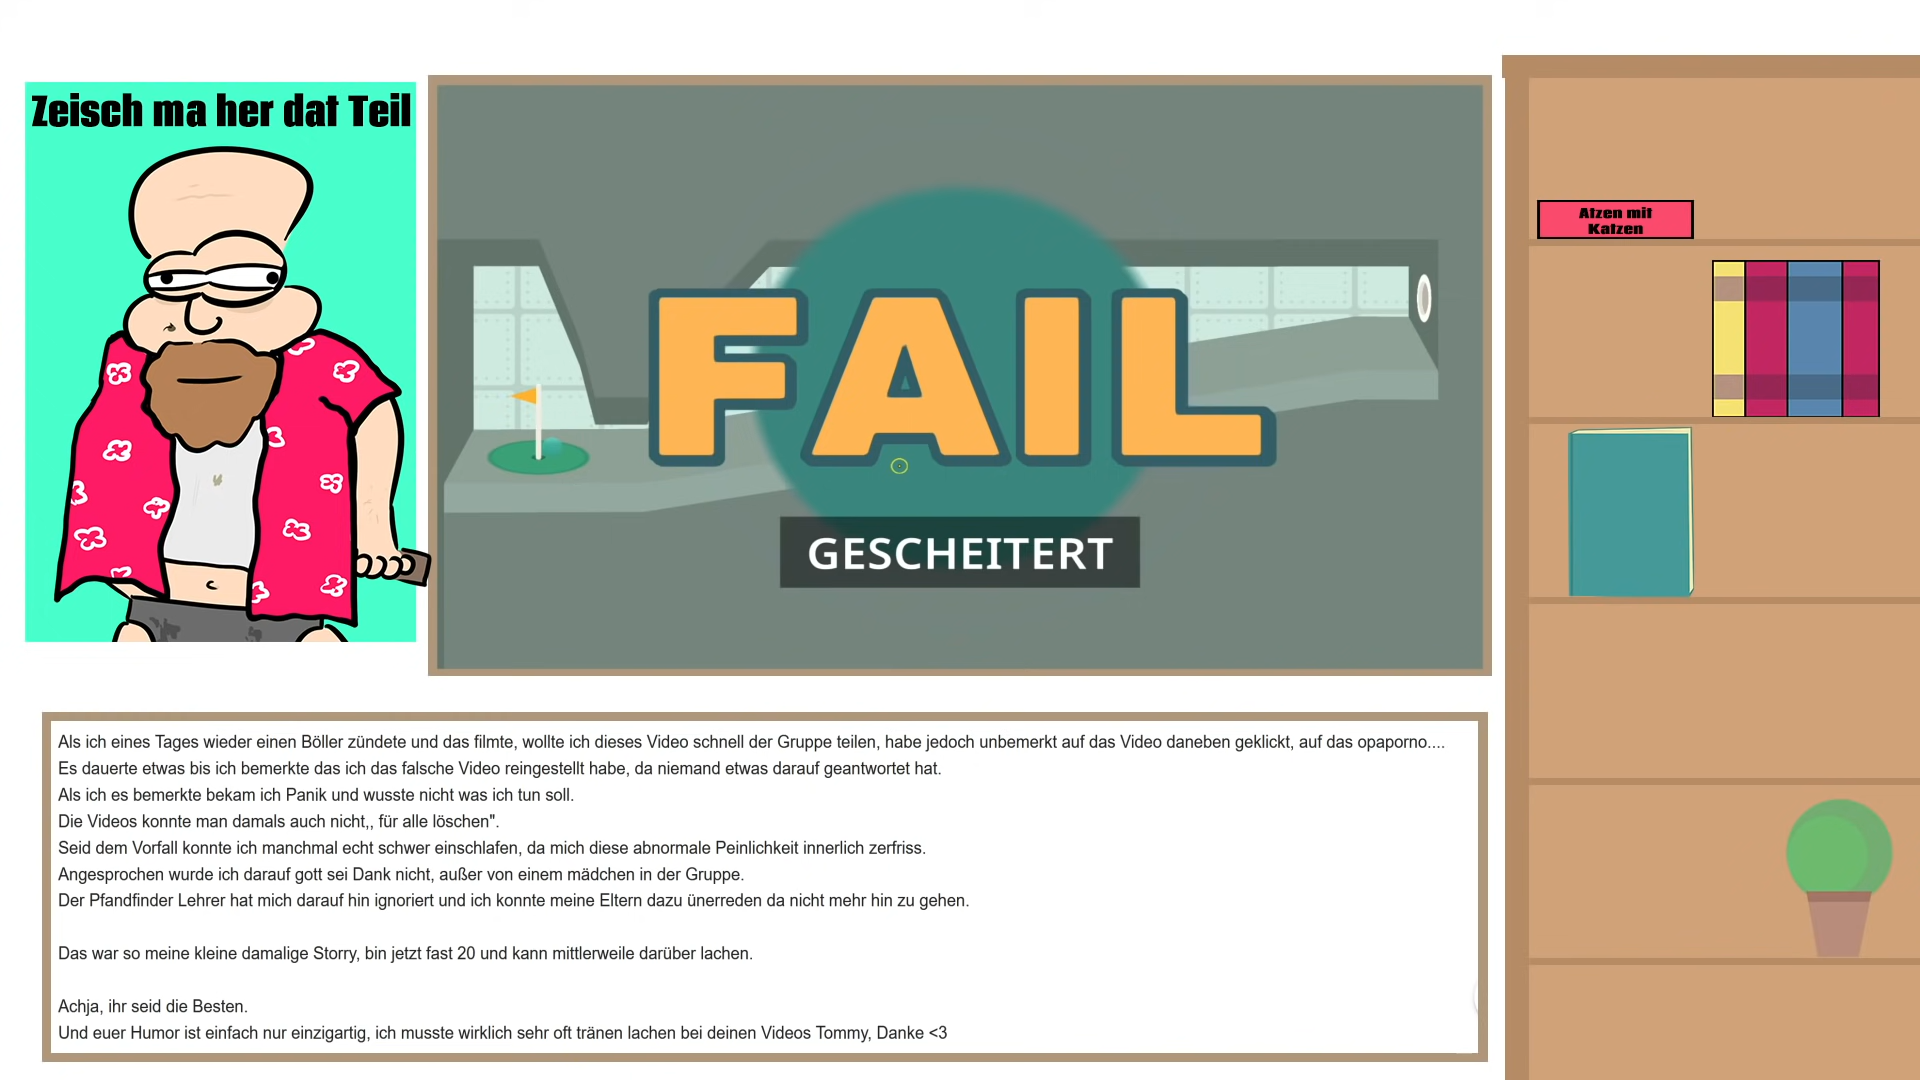 Zeisch ma her dat Teil
FAIL
GESCHEITERT
Atzen mit
Katzen
Als ich eines Tages wieder einen Böller zündete und das filmte, wollte ich dieses Video schnell der Gruppe teilen, habe jedoch unbemerkt auf das Video daneben geklickt, auf das opaporno....
Es dauerte etwas bis ich bemerkte das ich das falsche Video reingestellt habe, da niemand etwas darauf geantwortet hat.
Als ich es bemerkte bekam ich Panik und wusste nicht was ich tun soll.
Die Videos konnte man damals auch nicht,, für alle löschen".
Seid dem Vorfall konnte ich manchmal echt schwer einschlafen, da mich diese abnormale Peinlichkeit innerlich zerfriss.
Angesprochen wurde ich darauf gott sei Dank nicht, außer von einem mädchen in der Gruppe.
Der Pfandfinder Lehrer hat mich darauf hin ignoriert und ich konnte meine Eltern dazu ünerreden da nicht mehr hin zu gehen.
Das war so meine kleine damalige Storry, bin jetzt fast 20 und kann mittlerweile darüber lachen.
Achja, ihr seid die Besten.
Und euer Humor ist einfach nur einzigartig, ich musste wirklich sehr oft tränen lachen bei deinen Videos Tommy, Danke <3